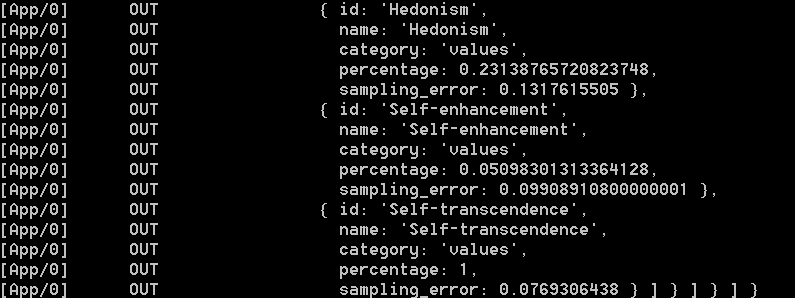 [App/0] OUT { id: 'Hedonism',
[App/0] OUT name: 'Hedonism',
[App/0] OUT category: 'values',
[App/0] OUT percentage: 0.23138765720823748,
[App/0] OUT sampling_error: 0.1317615505 },
[App/0] OUT { id: 'Self-enhancement',
[App/0] OUT name: 'Self-enhancement',
[App/0] OUT category: 'values',
[App/0] OUT percentage: 0.05098301313364128,
[App/0] OUT sampling_error: 0.09908910800000001 },
[App/0] OUT { id: 'Self-transcendence',
[App/0] OUT name: 'Self-transcendence',
[App/0] OUT category: 'values',
[App/0] OUT percentage: 1,
[App/0] OUT sampling_error: 0.0769306438 } ] } ] } ] }